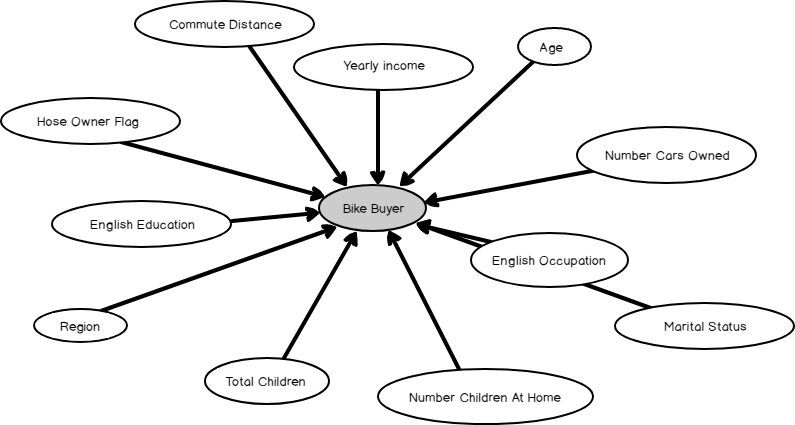 Commute Distance
Yearly income
Age
Hose Owner Flag
Number Cars Owned
Bike Buyer
English Education
English Occupation
Region
Marital Status
Total Children
Number Children At Home